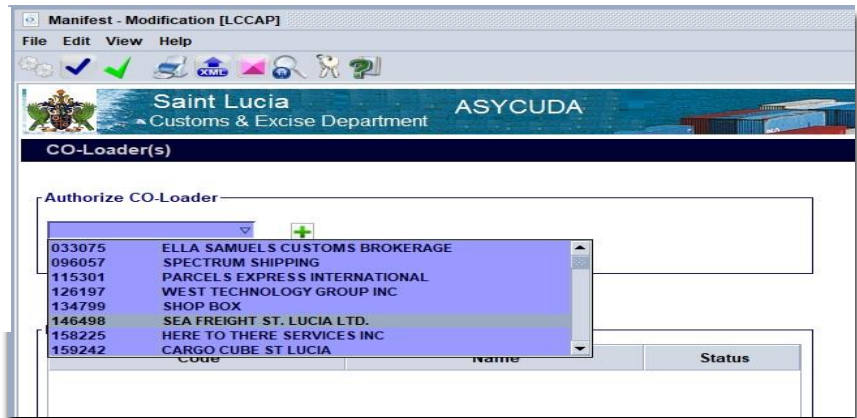 Manifest - Modification [LCCAP]
File Edit View Help
XML
Saint Lucia
Customs & Excise Department
ASYCUDA
CO-Loader(s)
Authorize CO-Loader
033075 ELLA SAMUELS CUSTOMS BROKERAGE
096057 SPECTRUM SHIPPING
115301 PARCELS EXPRESS INTERNATIONAL
126197 WEST TECHNOLOGY GROUP INC
134799 SHOP BOX
146498 SEA FREIGHT ST. LUCIA LTD.
158225 HERE TO THERE SERVICES INC
159242 CARGO CUBE ST LUCIA
Code Name Status